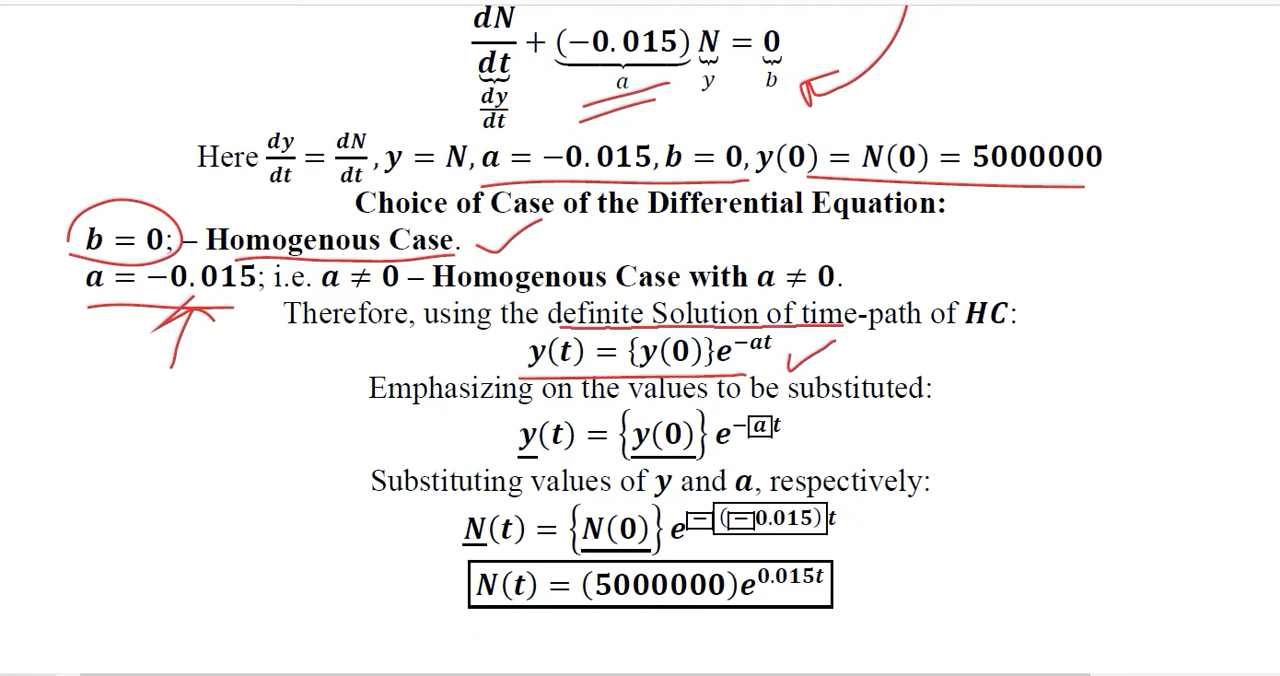 dN/dt + (−0.015) N = 0
dy/dt a y b
Here dy/dt = dN/dt, y = N, a = −0.015, b = 0, y(0) = N(0) = 5000000
Choice of Case of the Differential Equation:
b = 0; – Homogenous Case.
a = −0.015; i.e. a ≠ 0 – Homogenous Case with a ≠ 0.
Therefore, using the definite Solution of time-path of HC:
y(t) = {y(0)}e^−at
Emphasizing on the values to be substituted:
y(t) = {y(0)} e^−at
Substituting values of y and a, respectively:
N(t) = {N(0)} e^−(−0.015)t
N(t) = (5000000)e^0.015t